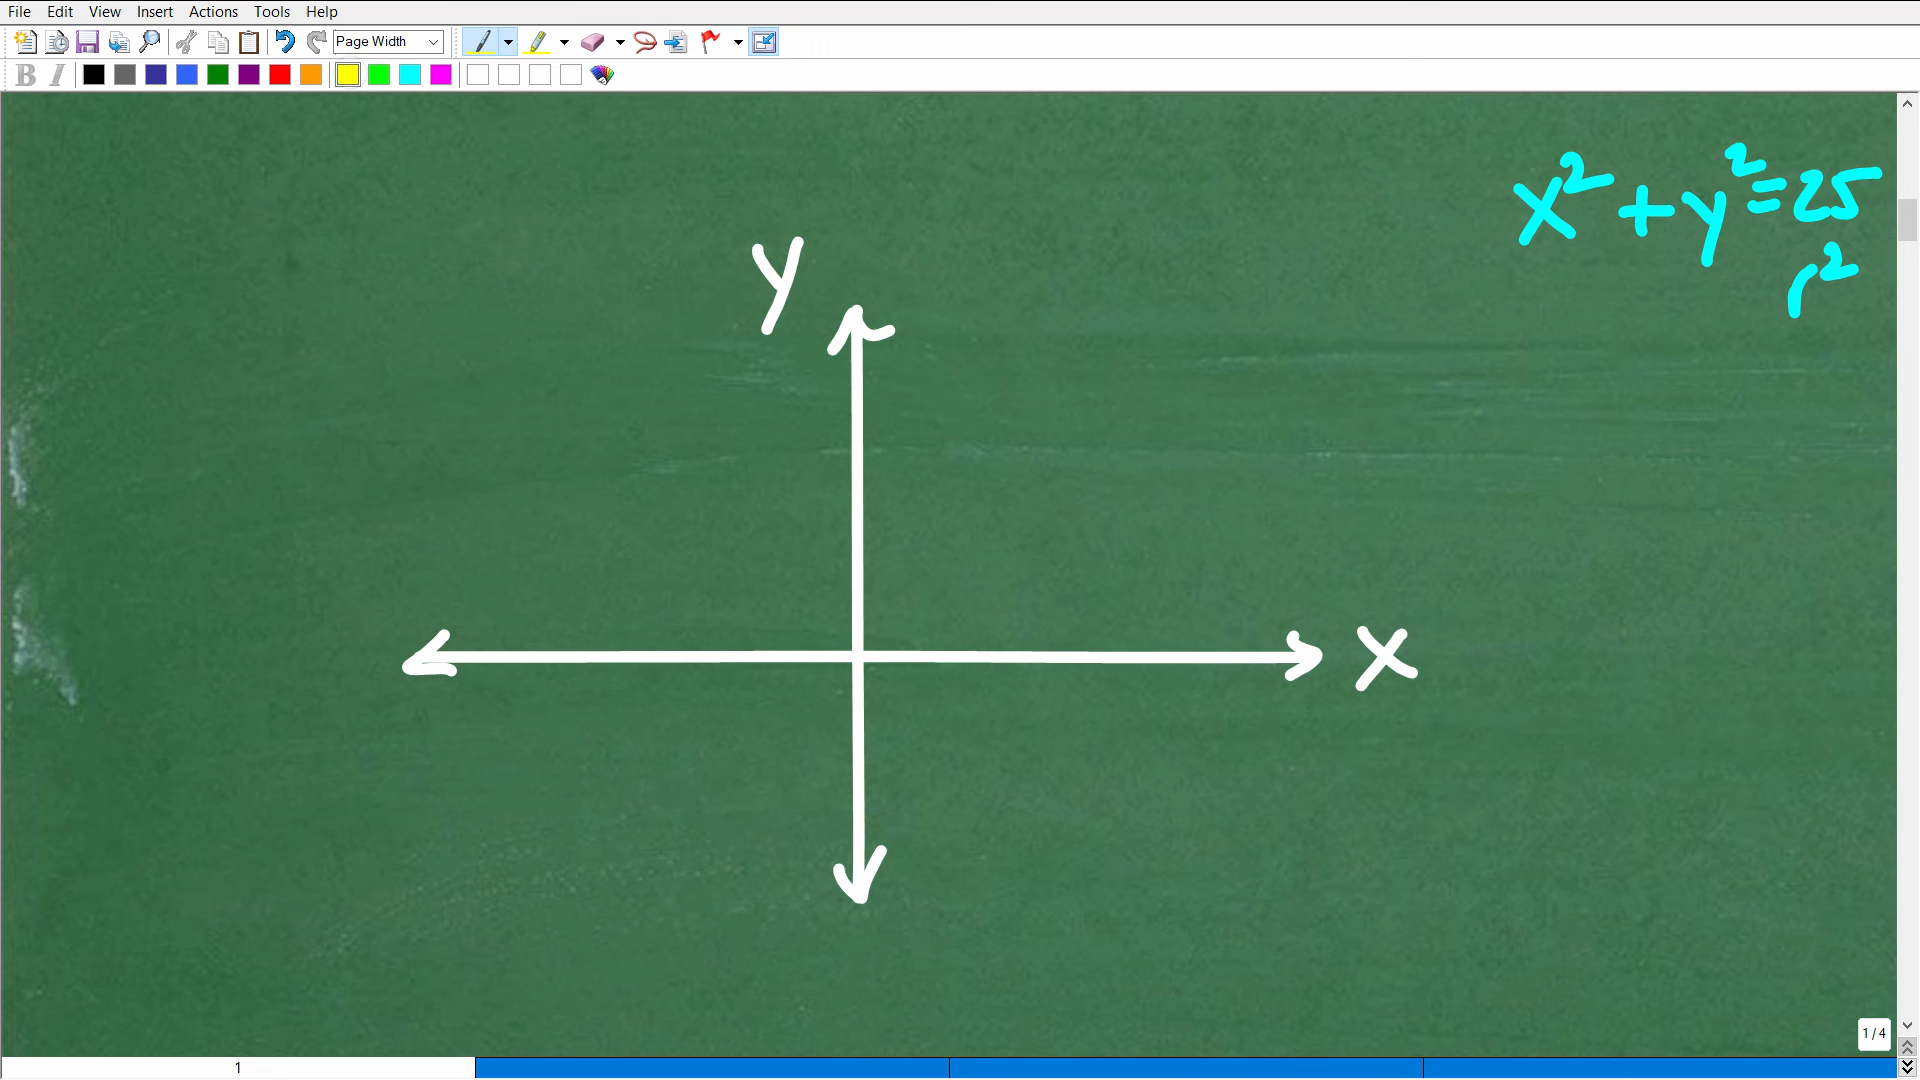 File Edit View Insert Actions Tools Help
Page Width
B I
x² + y² = 25
r²
y
x
1 / 4
1